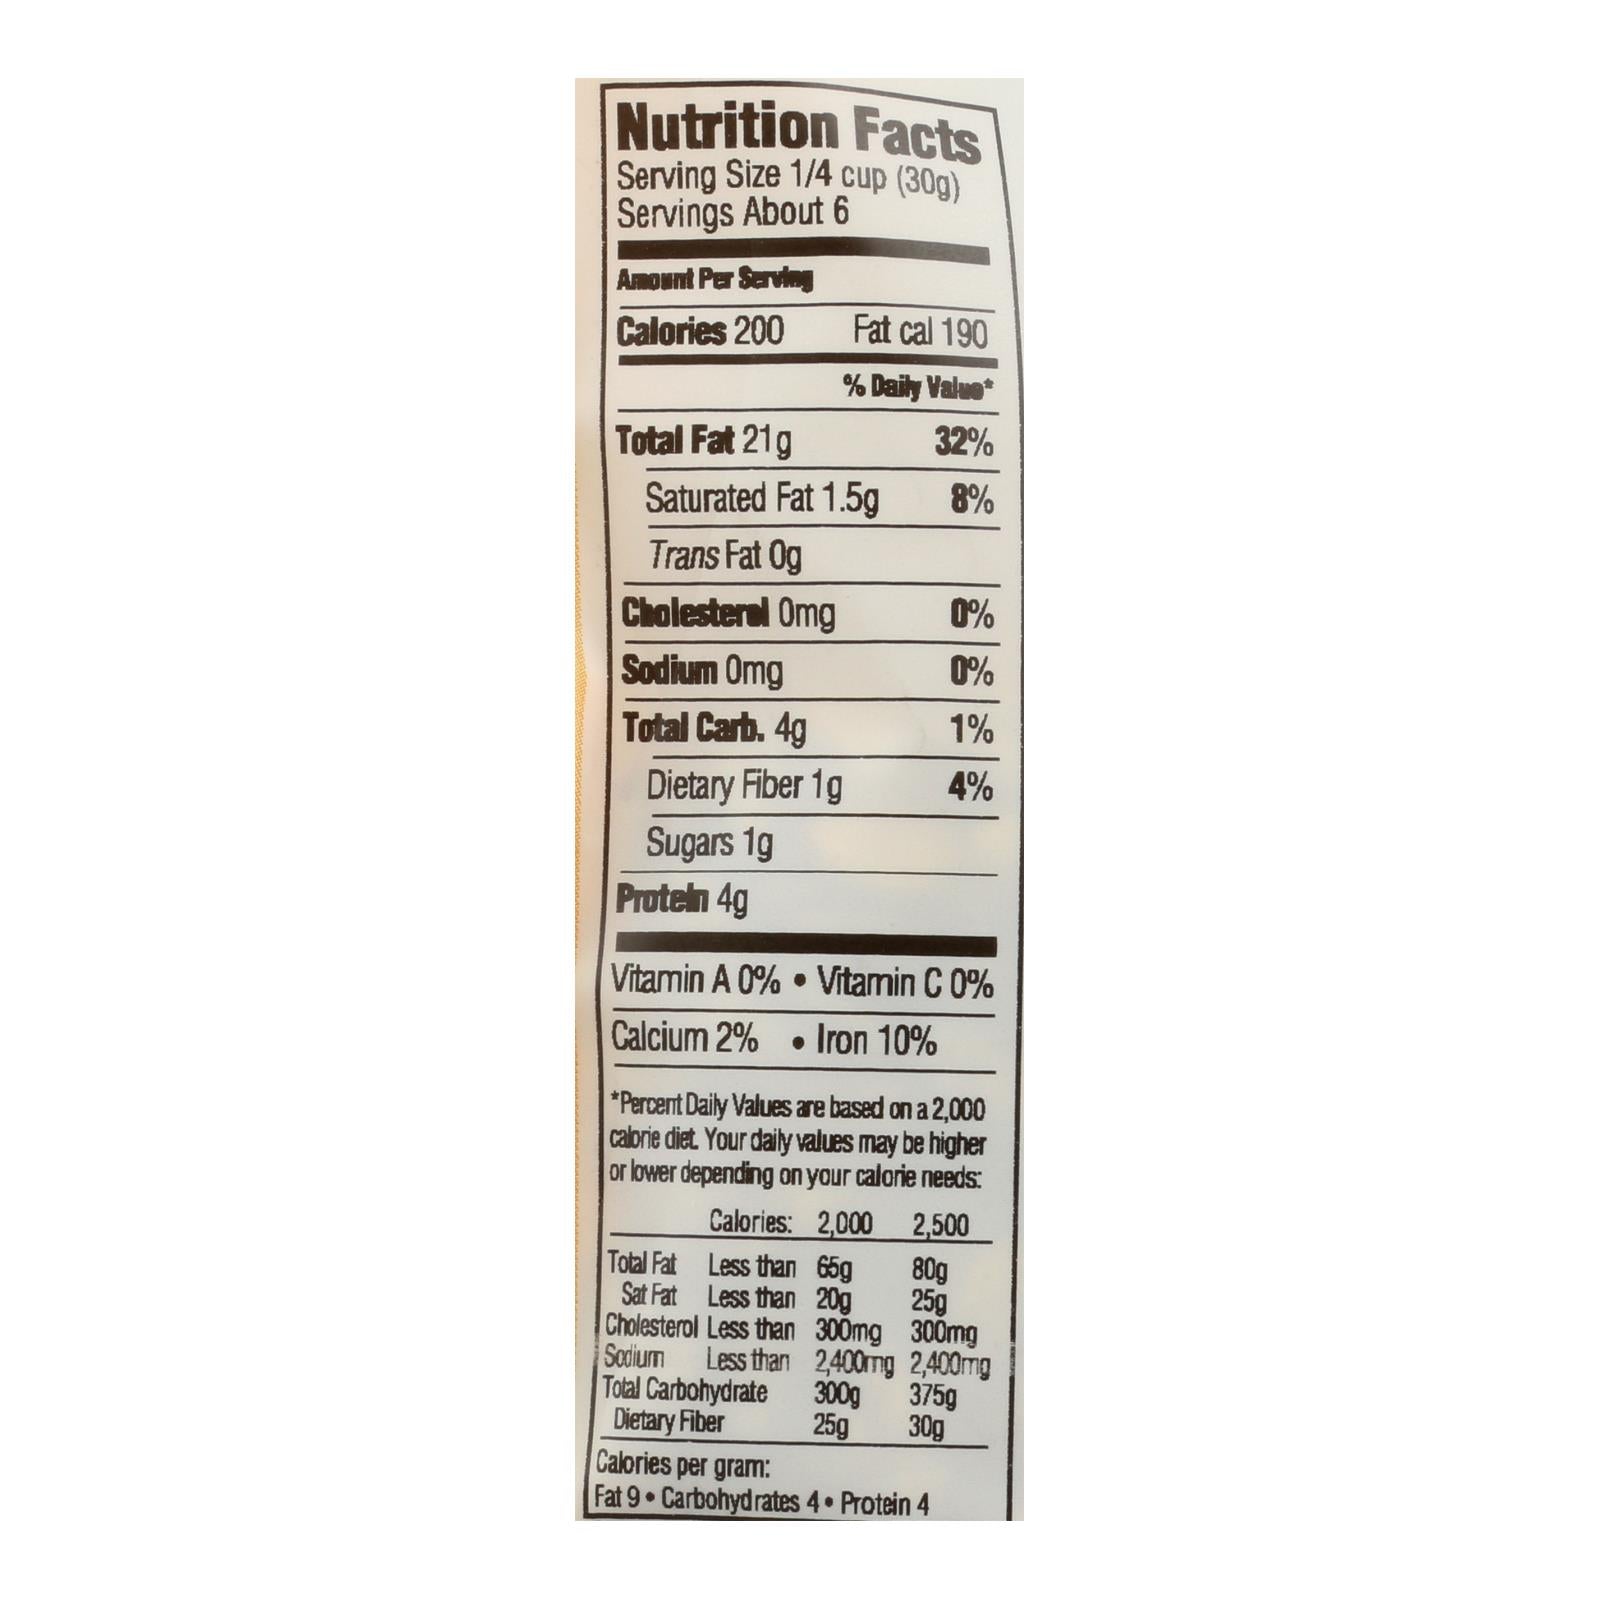 Nutrition Facts
Serving Size 1/4 cup (30g)
Servings About 6
Amount Per Serving
Calories 200 Fat cal 190
% Daily Value*
Total Fat 21g 32%
Saturated Fat 1.5g 8%
Trans Fat 0g
Cholesterol 0mg 0%
Sodium 0mg 0%
Total Carb. 4g 1%
Dietary Fiber 1g 4%
Sugars 1g
Protein 4g
Vitamin A 0% • Vitamin C 0%
Calcium 2% • Iron 10%
*Percent Daily Values are based on a 2,000
calorie diet. Your daily values may be higher
or lower depending on your calorie needs:
Calories: 2,000 2,500
Total Fat Less than 65g 80g
Sat Fat Less than 20g 25g
Cholesterol Less than 300mg 300mg
Sodium Less than 2,400mg 2,400mg
Total Carbohydrate 300g 375g
Dietary Fiber 25g 30g
Calories per gram:
Fat 9 • Carbohydrates 4 • Protein 4